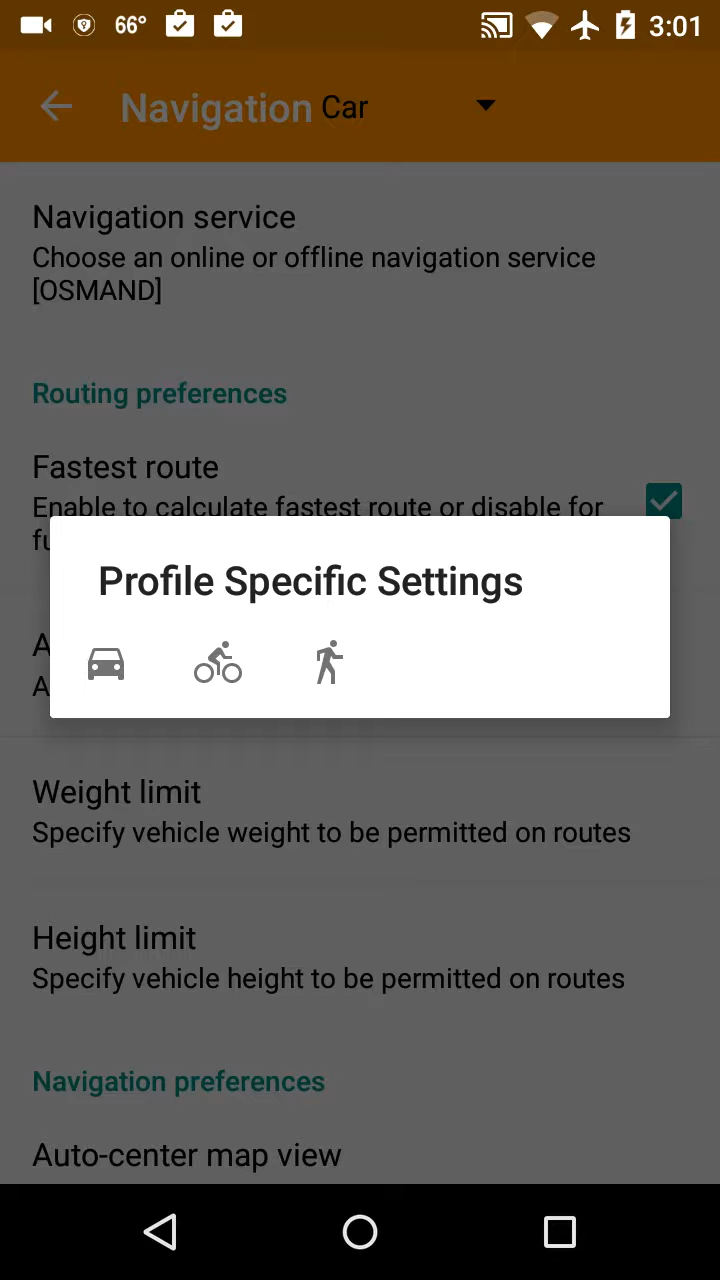 66° 3:01
Navigation Car
Navigation service
Choose an online or offline navigation service
[OSMAND]
Routing preferences
Fastest route
Enable to calculate fastest route or disable for
fu
Profile Specific Settings
A
A
Weight limit
Specify vehicle weight to be permitted on routes
Height limit
Specify vehicle height to be permitted on routes
Navigation preferences
Auto-center map view